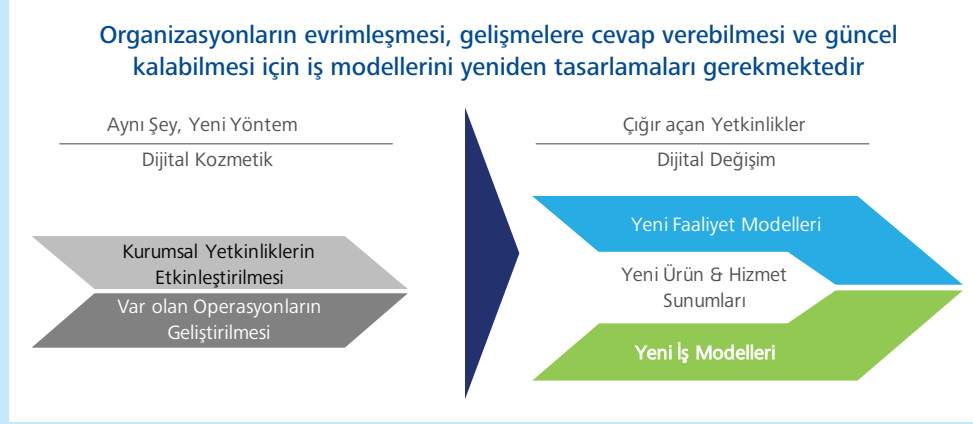 Organizasyonların evrimleşmesi, gelişmelere cevap verebilmesi ve güncel
kalabilmesi için iş modellerini yeniden tasarlamaları gerekmektedir
Aynı Şey, Yeni Yöntem
Dijital Kozmetik
Kurumsal Yetkinliklerin
Etkinleştirilmesi
Var olan Operasyonların
Geliştirilmesi
Çığır açan Yetkinlikler
Dijital Değişim
Yeni Faaliyet Modelleri
Yeni Ürün & Hizmet
Sunumları
Yeni İş Modelleri